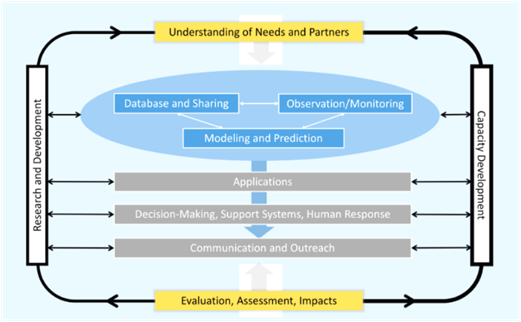 Understanding of Needs and Partners
Research and Development
Capacity Development
Database and Sharing
Observation/Monitoring
Modeling and Prediction
Applications
Decision-Making, Support Systems, Human Response
Communication and Outreach
Evaluation, Assessment, Impacts